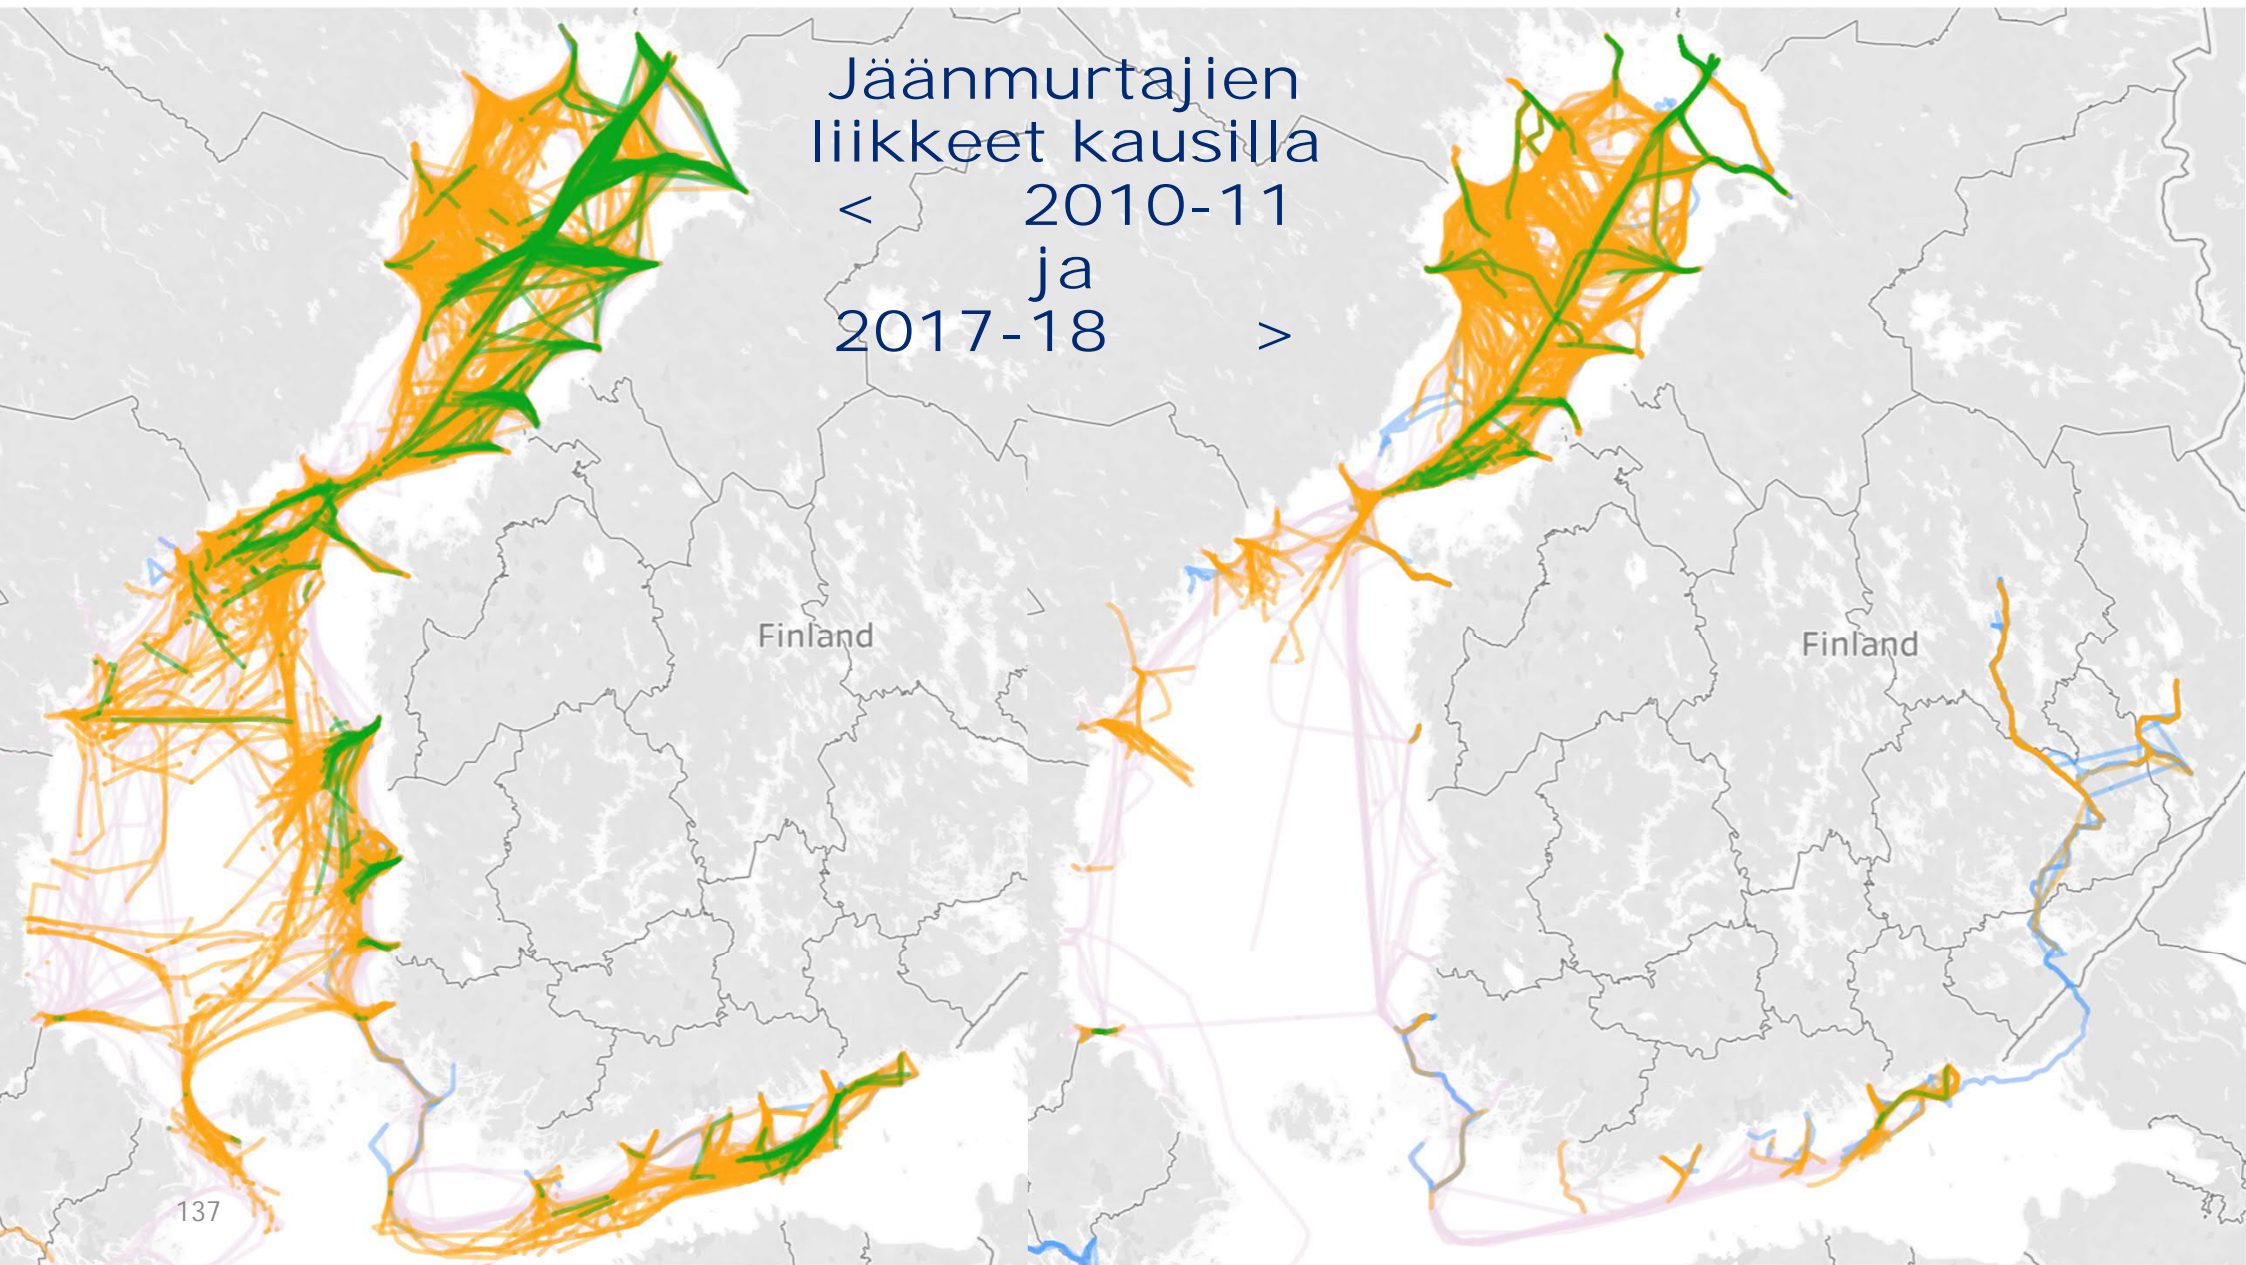 Jäänmurtajien
liikkeet kausilla
< 2010-11
ja
2017-18 >
Finland
Finland
137